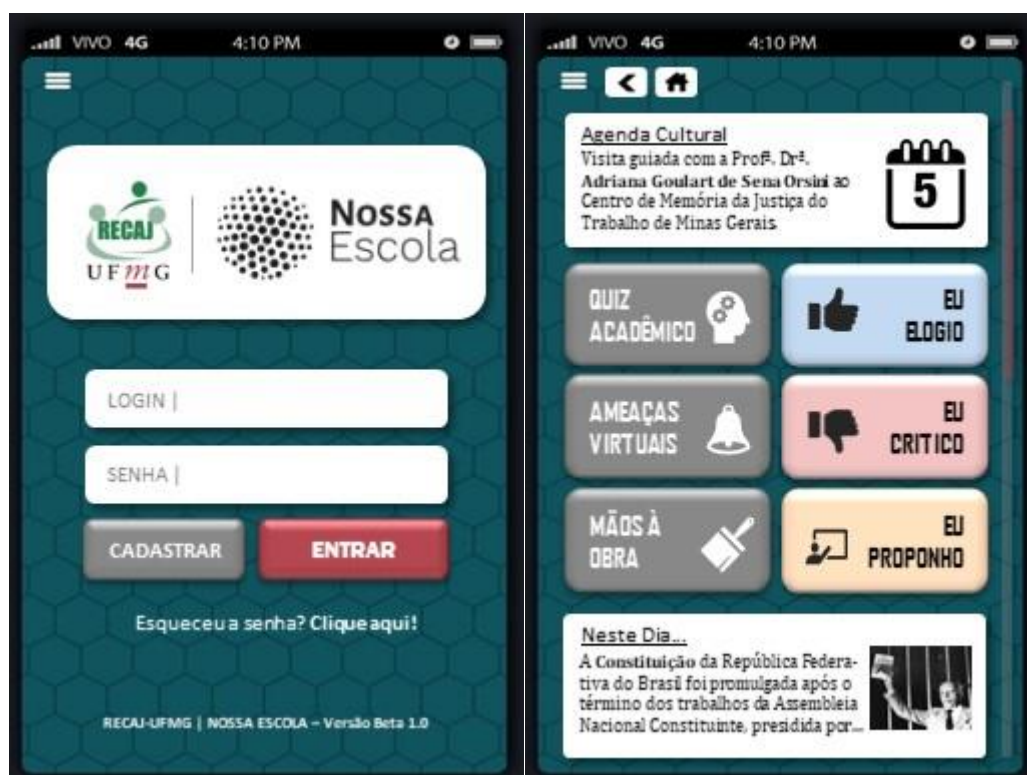 VIVO 4G 4:10 PM
RECAJ
UFmG
NOSSA
Escola
LOGIN |
SENHA |
CADASTRAR
ENTRAR
Esqueceu a senha? Clique aqui!
RECAJ-UFMG | NOSSA ESCOLA – Versão Beta 1.0
VIVO 4G 4:10 PM
Agenda Cultural
Visita guiada com a Profª. Drª.
Adriana Goulart de Sena Orsini ao
Centro de Memória da Justiça do
Trabalho de Minas Gerais.
5
QUIZ
ACADÊMICO
EU
ELOGIO
AMEAÇAS
VIRTUAIS
EU
CRITICO
MÃOS À
OBRA
EU
PROPONHO
Neste Dia...
A Constituição da República Federa-
tiva do Brasil foi promulgada após o
término dos trabalhos da Assembleia
Nacional Constituinte, presidida por...